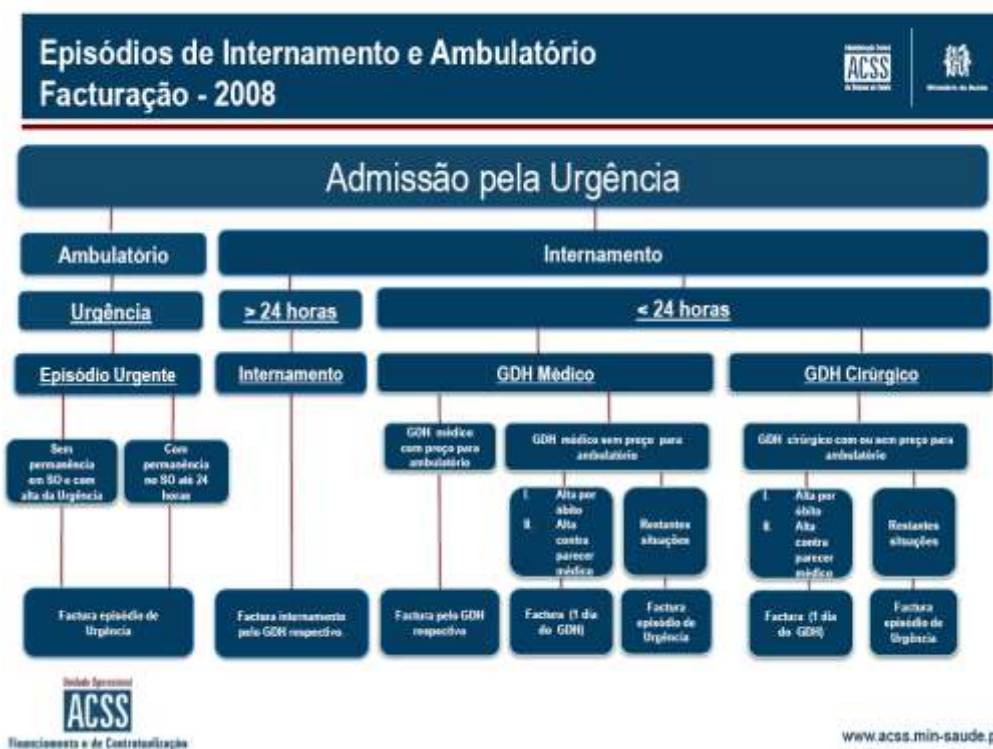 Episódios de Internamento e Ambulatório
Facturação - 2008
ACSS
Ministério da Saúde
Admissão pela Urgência
Ambulatório
Internamento
Urgência
> 24 horas
< 24 horas
Episódio Urgente
Internamento
GDH Médico
GDH Cirúrgico
Sem
permanência
em SO e com
alta da Urgência
Com
permanência
no SO até 24
horas
GDH médico
com preço para
ambulatório
GDH médico sem preço para
ambulatório
GDH cirúrgico com ou sem preço para
ambulatório
I. Alta por
óbito
II. Alta
contra
parecer
médico
Restantes
situações
I. Alta por
óbito
II. Alta
contra
parecer
médico
Restantes
situações
Factura episódio de
Urgência
Factura internamento
pelo GDH respectivo
Factura pelo GDH
respectivo
Factura (1 dia
do GDH)
Factura
episódio de
Urgência
Factura (1 dia
do GDH)
Factura
episódio de
Urgência
Unidade Operacional
ACSS
Financiamento e de Contratualização
www.acss.min-saude.p